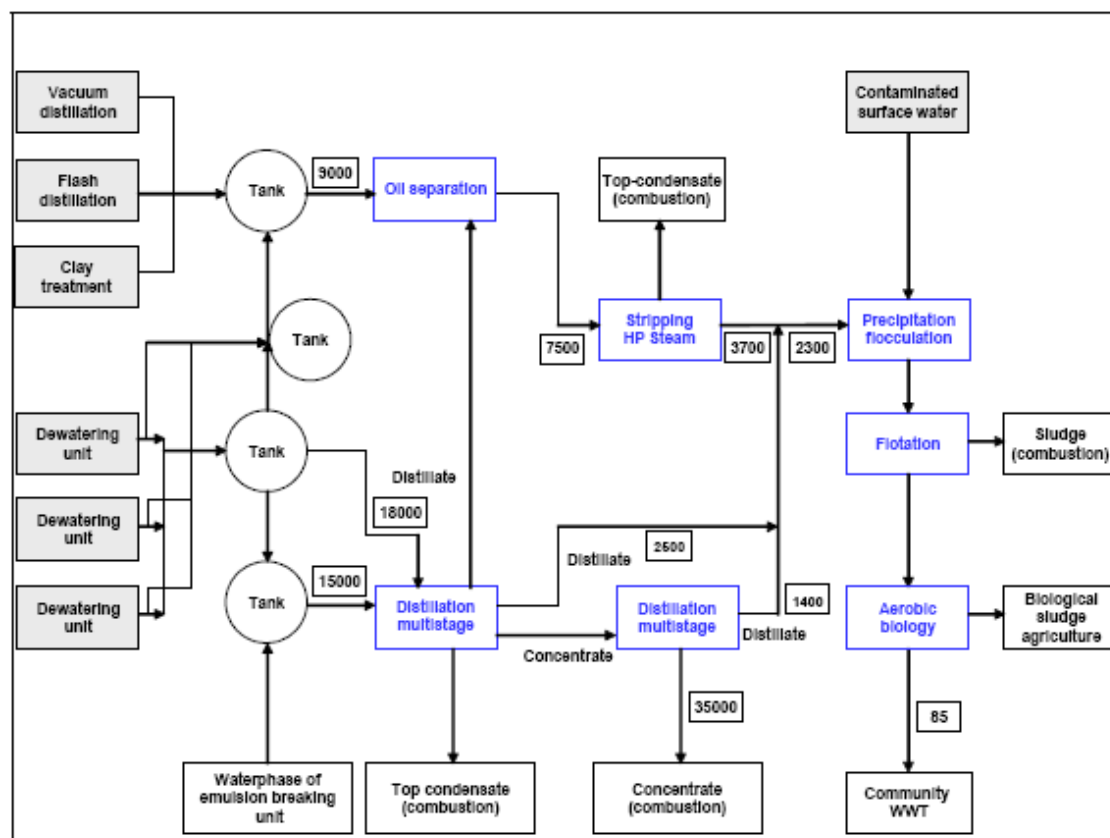 Vacuum
distillation
Contaminated
surface water
Flash
distillation
Tank
9000
Oil separation
Top-condensate
(combustion)
Clay
treatment
Tank
7500
Stripping
HP Steam
3700
2300
Precipitation
flocculation
Dewatering
unit
Tank
Distillate
18000
Flotation
Sludge
(combustion)
Dewatering
unit
2500
Distillate
Dewatering
unit
Tank
15000
Distillation
multistage
Concentrate
Distillation
multistage
Distillate
1400
Aerobic
biology
Biological
sludge
agriculture
35000
85
Waterphase of
emulsion breaking
unit
Top condensate
(combustion)
Concentrate
(combustion)
Community
WWT